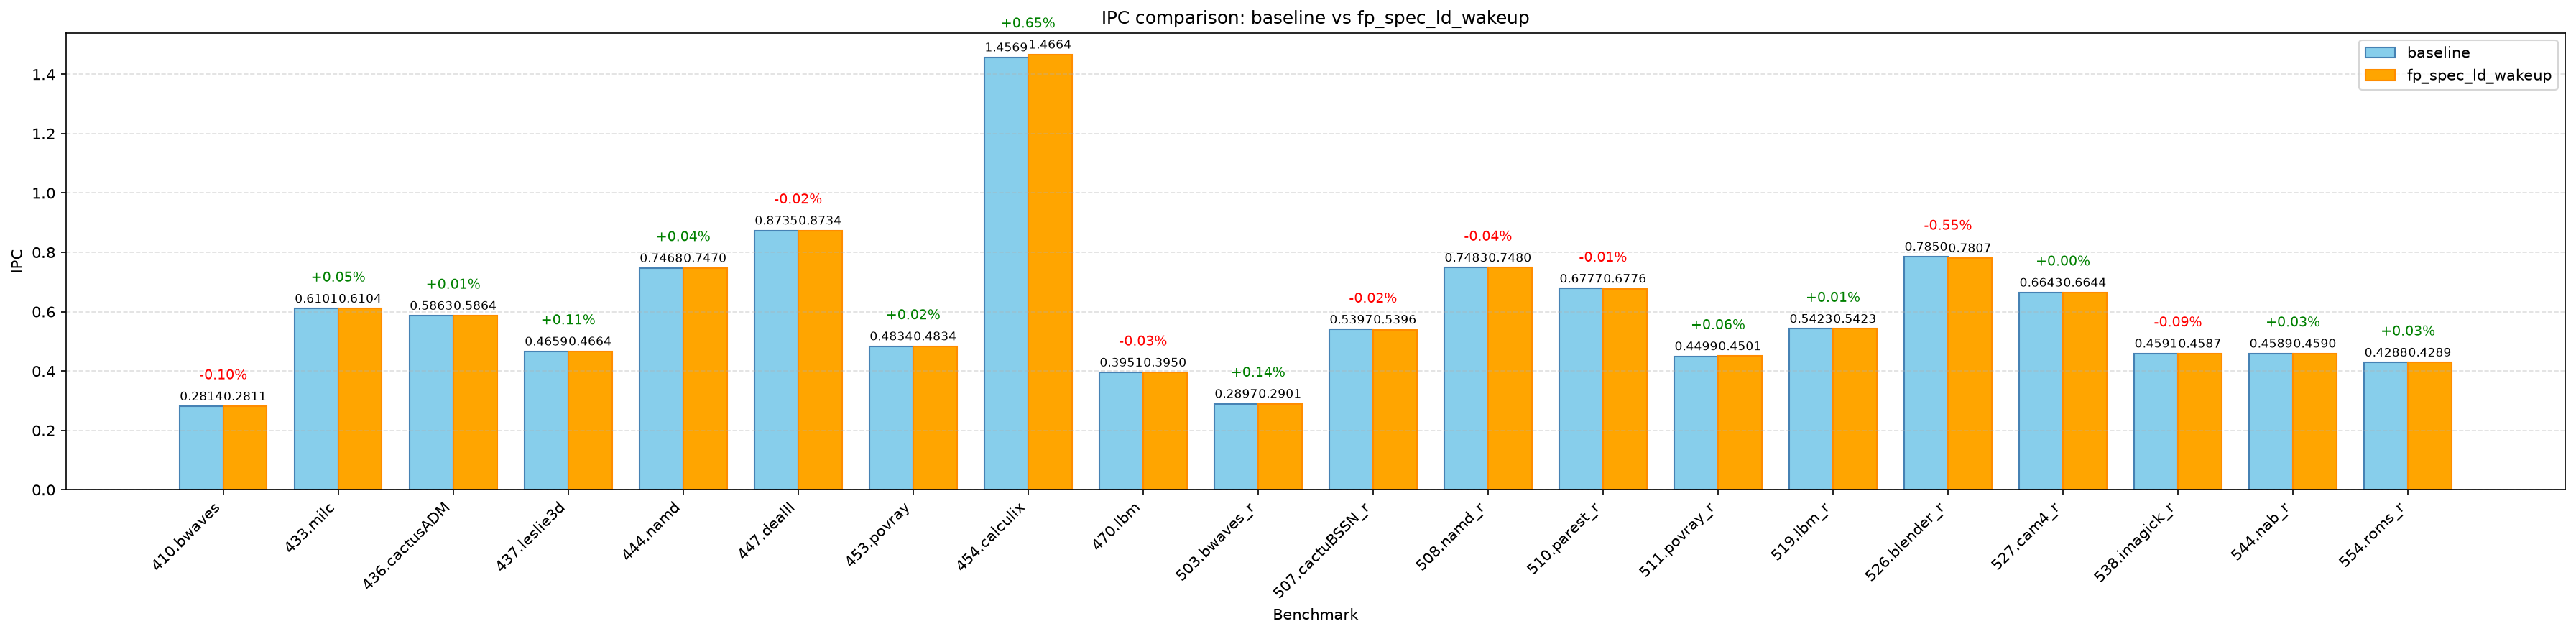 IPC comparison: baseline vs fp_spec_ld_wakeup
baseline
fp_spec_ld_wakeup
IPC
1.4
1.2
1.0
0.8
0.6
0.4
0.2
0.0
-0.10%
0.2814 0.2811
+0.05%
0.6101 0.6104
+0.01%
0.5863 0.5864
+0.11%
0.4659 0.4664
+0.04%
0.7468 0.7470
-0.02%
0.8735 0.8734
+0.02%
0.4834 0.4834
+0.65%
1.4569 1.4664
-0.03%
0.3951 0.3950
+0.14%
0.2897 0.2901
-0.02%
0.5397 0.5396
-0.04%
0.7483 0.7480
-0.01%
0.6777 0.6776
+0.06%
0.4499 0.4501
+0.01%
0.5423 0.5423
-0.55%
0.7850 0.7807
+0.00%
0.6643 0.6644
-0.09%
0.4591 0.4587
+0.03%
0.4589 0.4590
+0.03%
0.4288 0.4289
410.bwaves
433.milc
436.cactusADM
437.leslie3d
444.namd
447.dealII
453.povray
454.calculix
470.lbm
503.bwaves_r
507.cactuBSSN_r
508.namd_r
510.parest_r
511.povray_r
519.lbm_r
526.blender_r
527.cam4_r
538.imagick_r
544.nab_r
554.roms_r
Benchmark